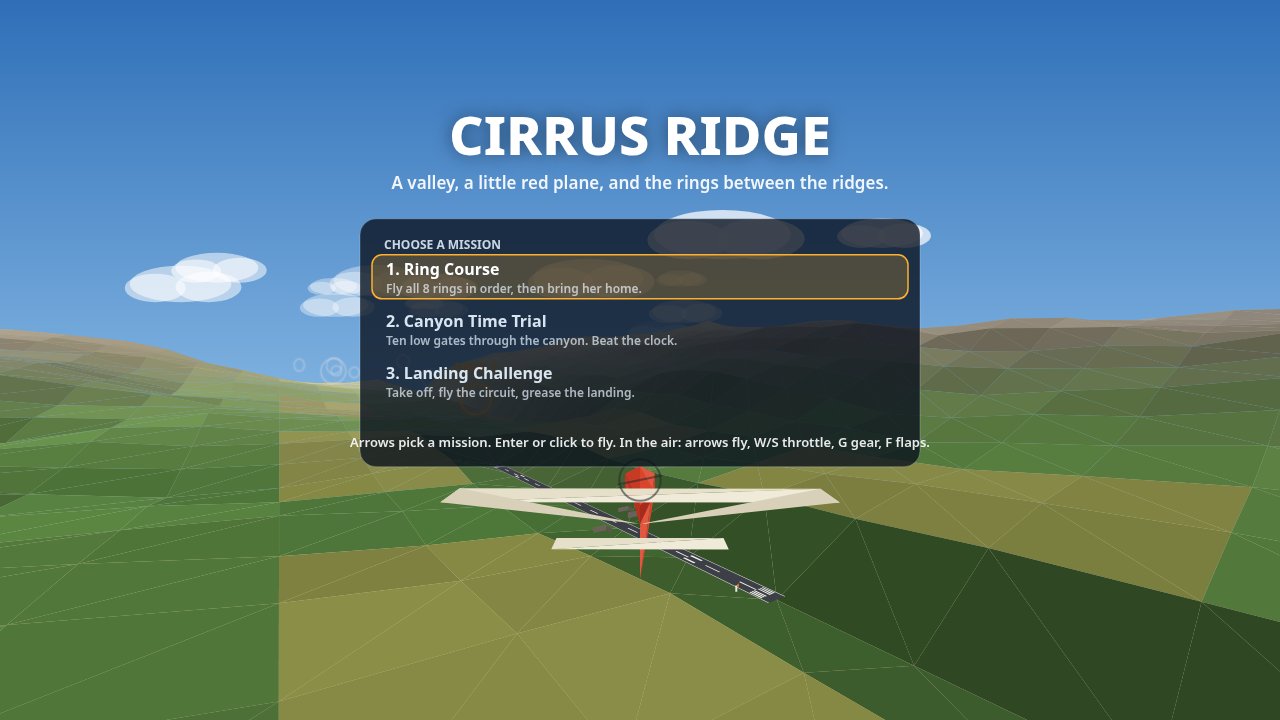 CIRRUS RIDGE
A valley, a little red plane, and the rings between the ridges.
CHOOSE A MISSION
1. Ring Course
Fly all 8 rings in order, then bring her home.
2. Canyon Time Trial
Ten low gates through the canyon. Beat the clock.
3. Landing Challenge
Take off, fly the circuit, grease the landing.
Arrows pick a mission. Enter or click to fly. In the air: arrows fly, W/S throttle, G gear, F flaps.